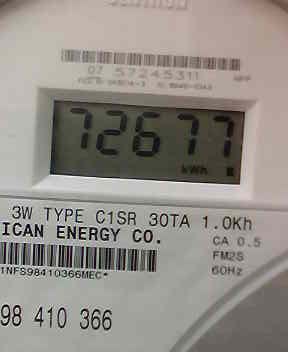 07 57245311 APP
72677
kWh
3W TYPE C1SR 30TA 1.0Kh
ICAN ENERGY CO.
CA 0.5
FM2S
1NFS98410366MEC*
60Hz
98 410 366